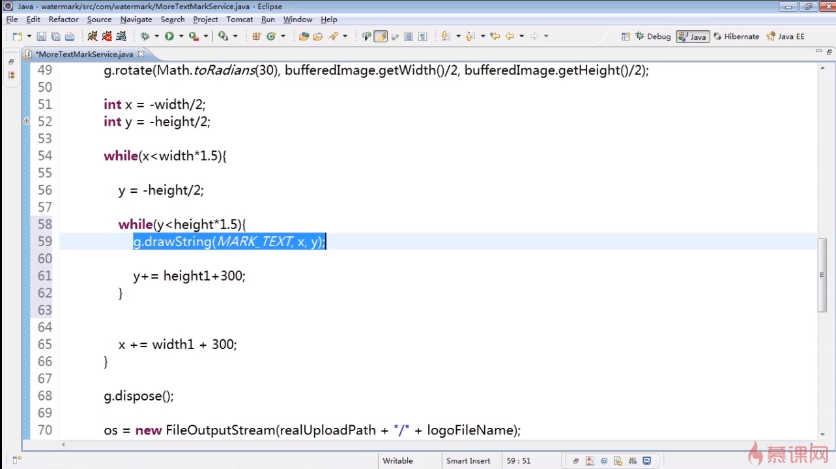 Java - watermark/src/com/watermark/MoreTextMarkService.java - Eclipse
File Edit Refactor Source Navigate Search Project Tomcat Run Window Help
Debug Java Hibernate Java EE
*MoreTextMarkService.java
49 g.rotate(Math.toRadians(30), bufferedImage.getWidth()/2, bufferedImage.getHeight()/2);
50
51 int x = -width/2;
52 int y = -height/2;
53
54 while(x<width*1.5){
55
56 y = -height/2;
57
58 while(y<height*1.5){
59 g.drawString(MARK_TEXT, x, y);
60
61 y+= height1+300;
62 }
63
64
65 x += width1 + 300;
66 }
67
68 g.dispose();
69
70 os = new FileOutputStream(realUploadPath + "/" + logoFileName);
Writable Smart Insert 59 : 51
慕课网